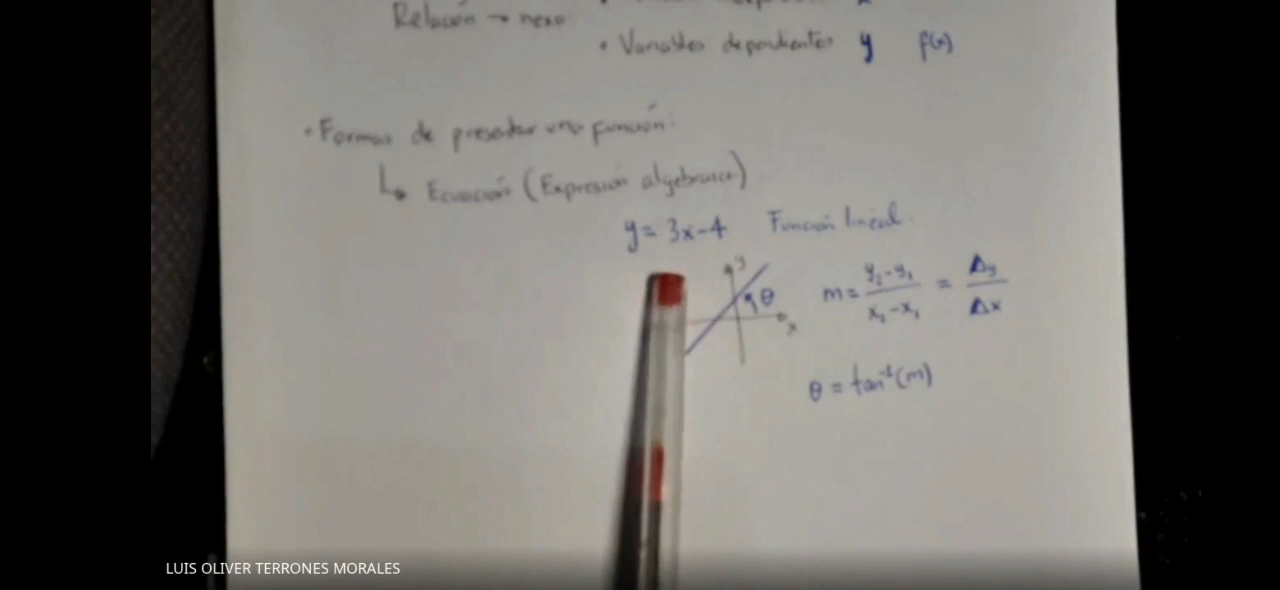 Relación → nexo
• Variables dependientes y f(x)
• Formas de presentar una función:
↳ Ecuación (Expresión algebraica)
y = 3x-4 Función lineal.
y
θ
x
m = y₂-y₁ / x₂-x₁ = Δy / Δx
θ = tan⁻¹(m)
LUIS OLIVER TERRONES MORALES